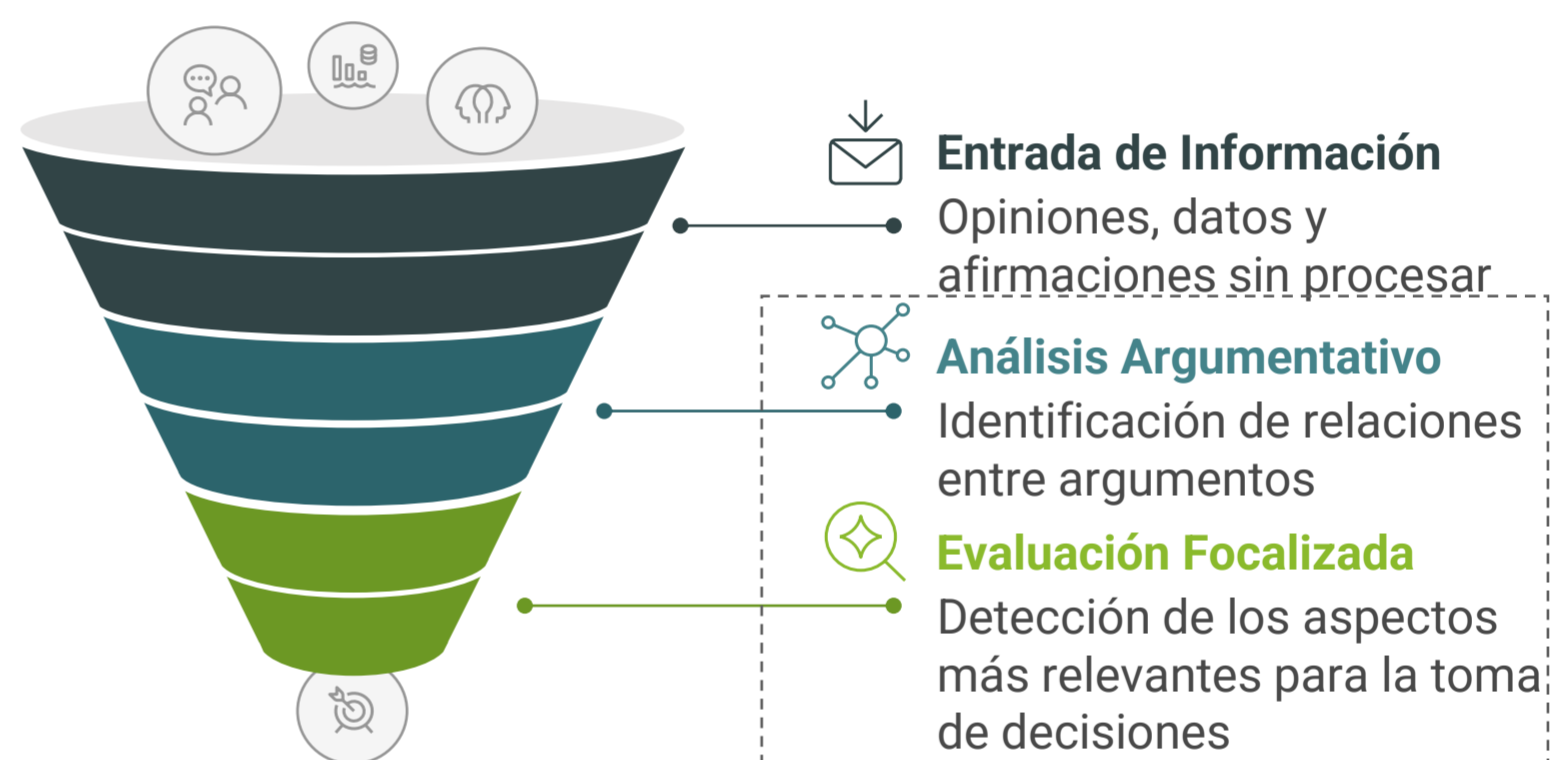 Entrada de Información
Opiniones, datos y
afirmaciones sin procesar
Análisis Argumentativo
Identificación de relaciones
entre argumentos
Evaluación Focalizada
Detección de los aspectos
más relevantes para la toma
de decisiones